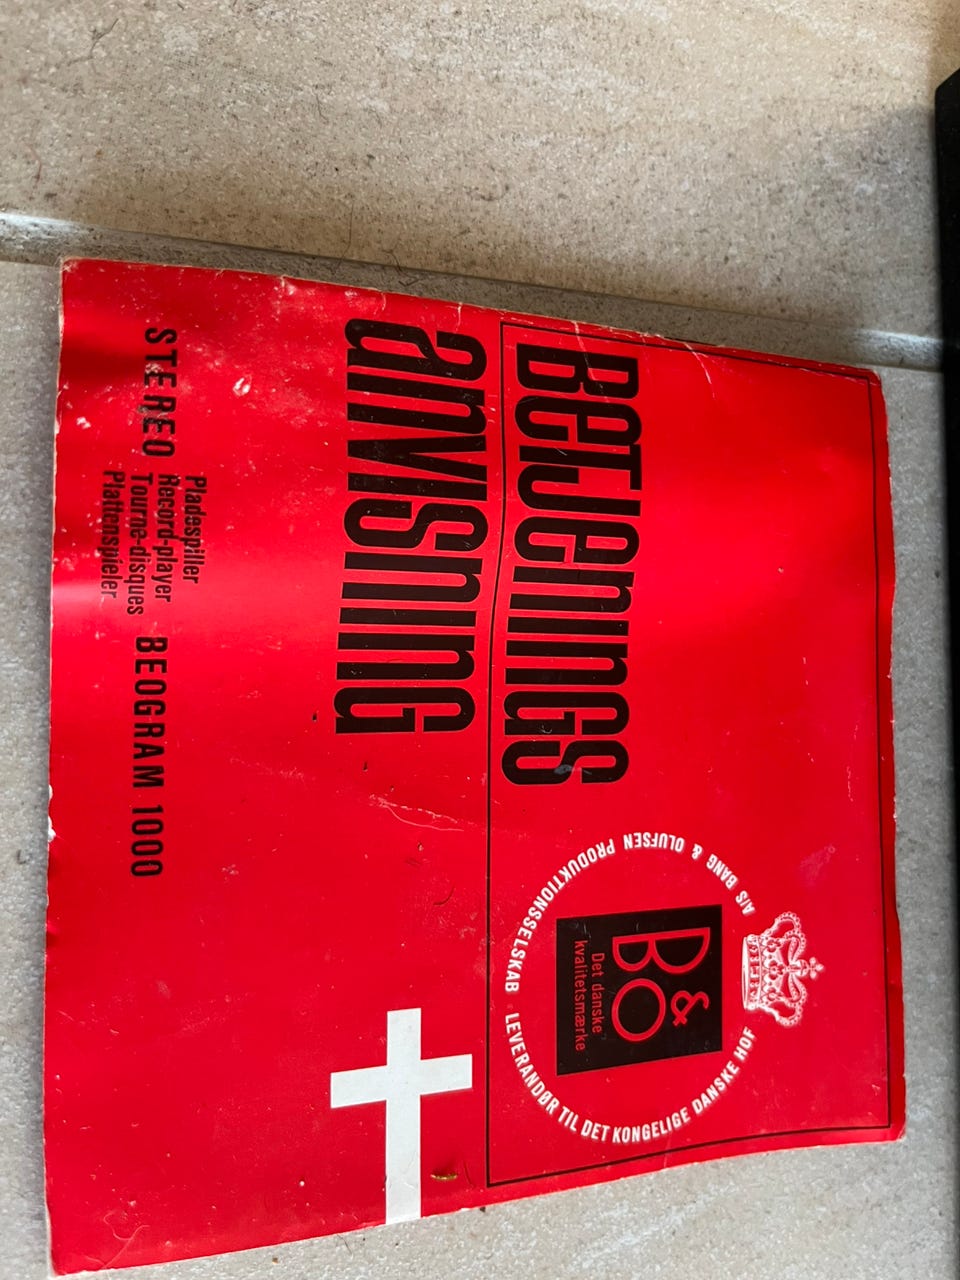 BETJENINGS
anvisning
A/S BANG & OLUFSEN PRODUKTIONSSELSKAB
LEVERANDØR TIL DET KONGELIGE DANSKE HOF
B&O
Det danske
kvalitetsmærke
STEREO
Pladespiller
Record-player
Tourne-disques
Plattenspieler
BEOGRAM 1000